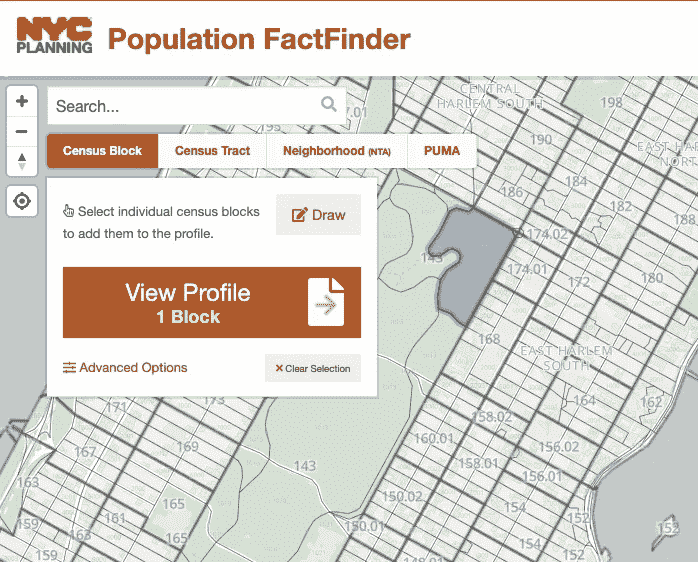 NYC
PLANNING
Population FactFinder
Search...
Census Block
Census Tract
Neighborhood (NTA)
PUMA
Select individual census blocks
to add them to the profile.
Draw
View Profile
1 Block
Advanced Options
Clear Selection
CENTRAL
HARLEM SOUTH
198
190
184
186
182
188
174.02
174.01
172
180
168
EAST HARLEM
SOUTH
164
162
158.02
160.01
156.02
158.01
156.01
150.02
154
152
150.01
154
152
152
143
171
173
167
169
143
163
165
161
163
165
159
159